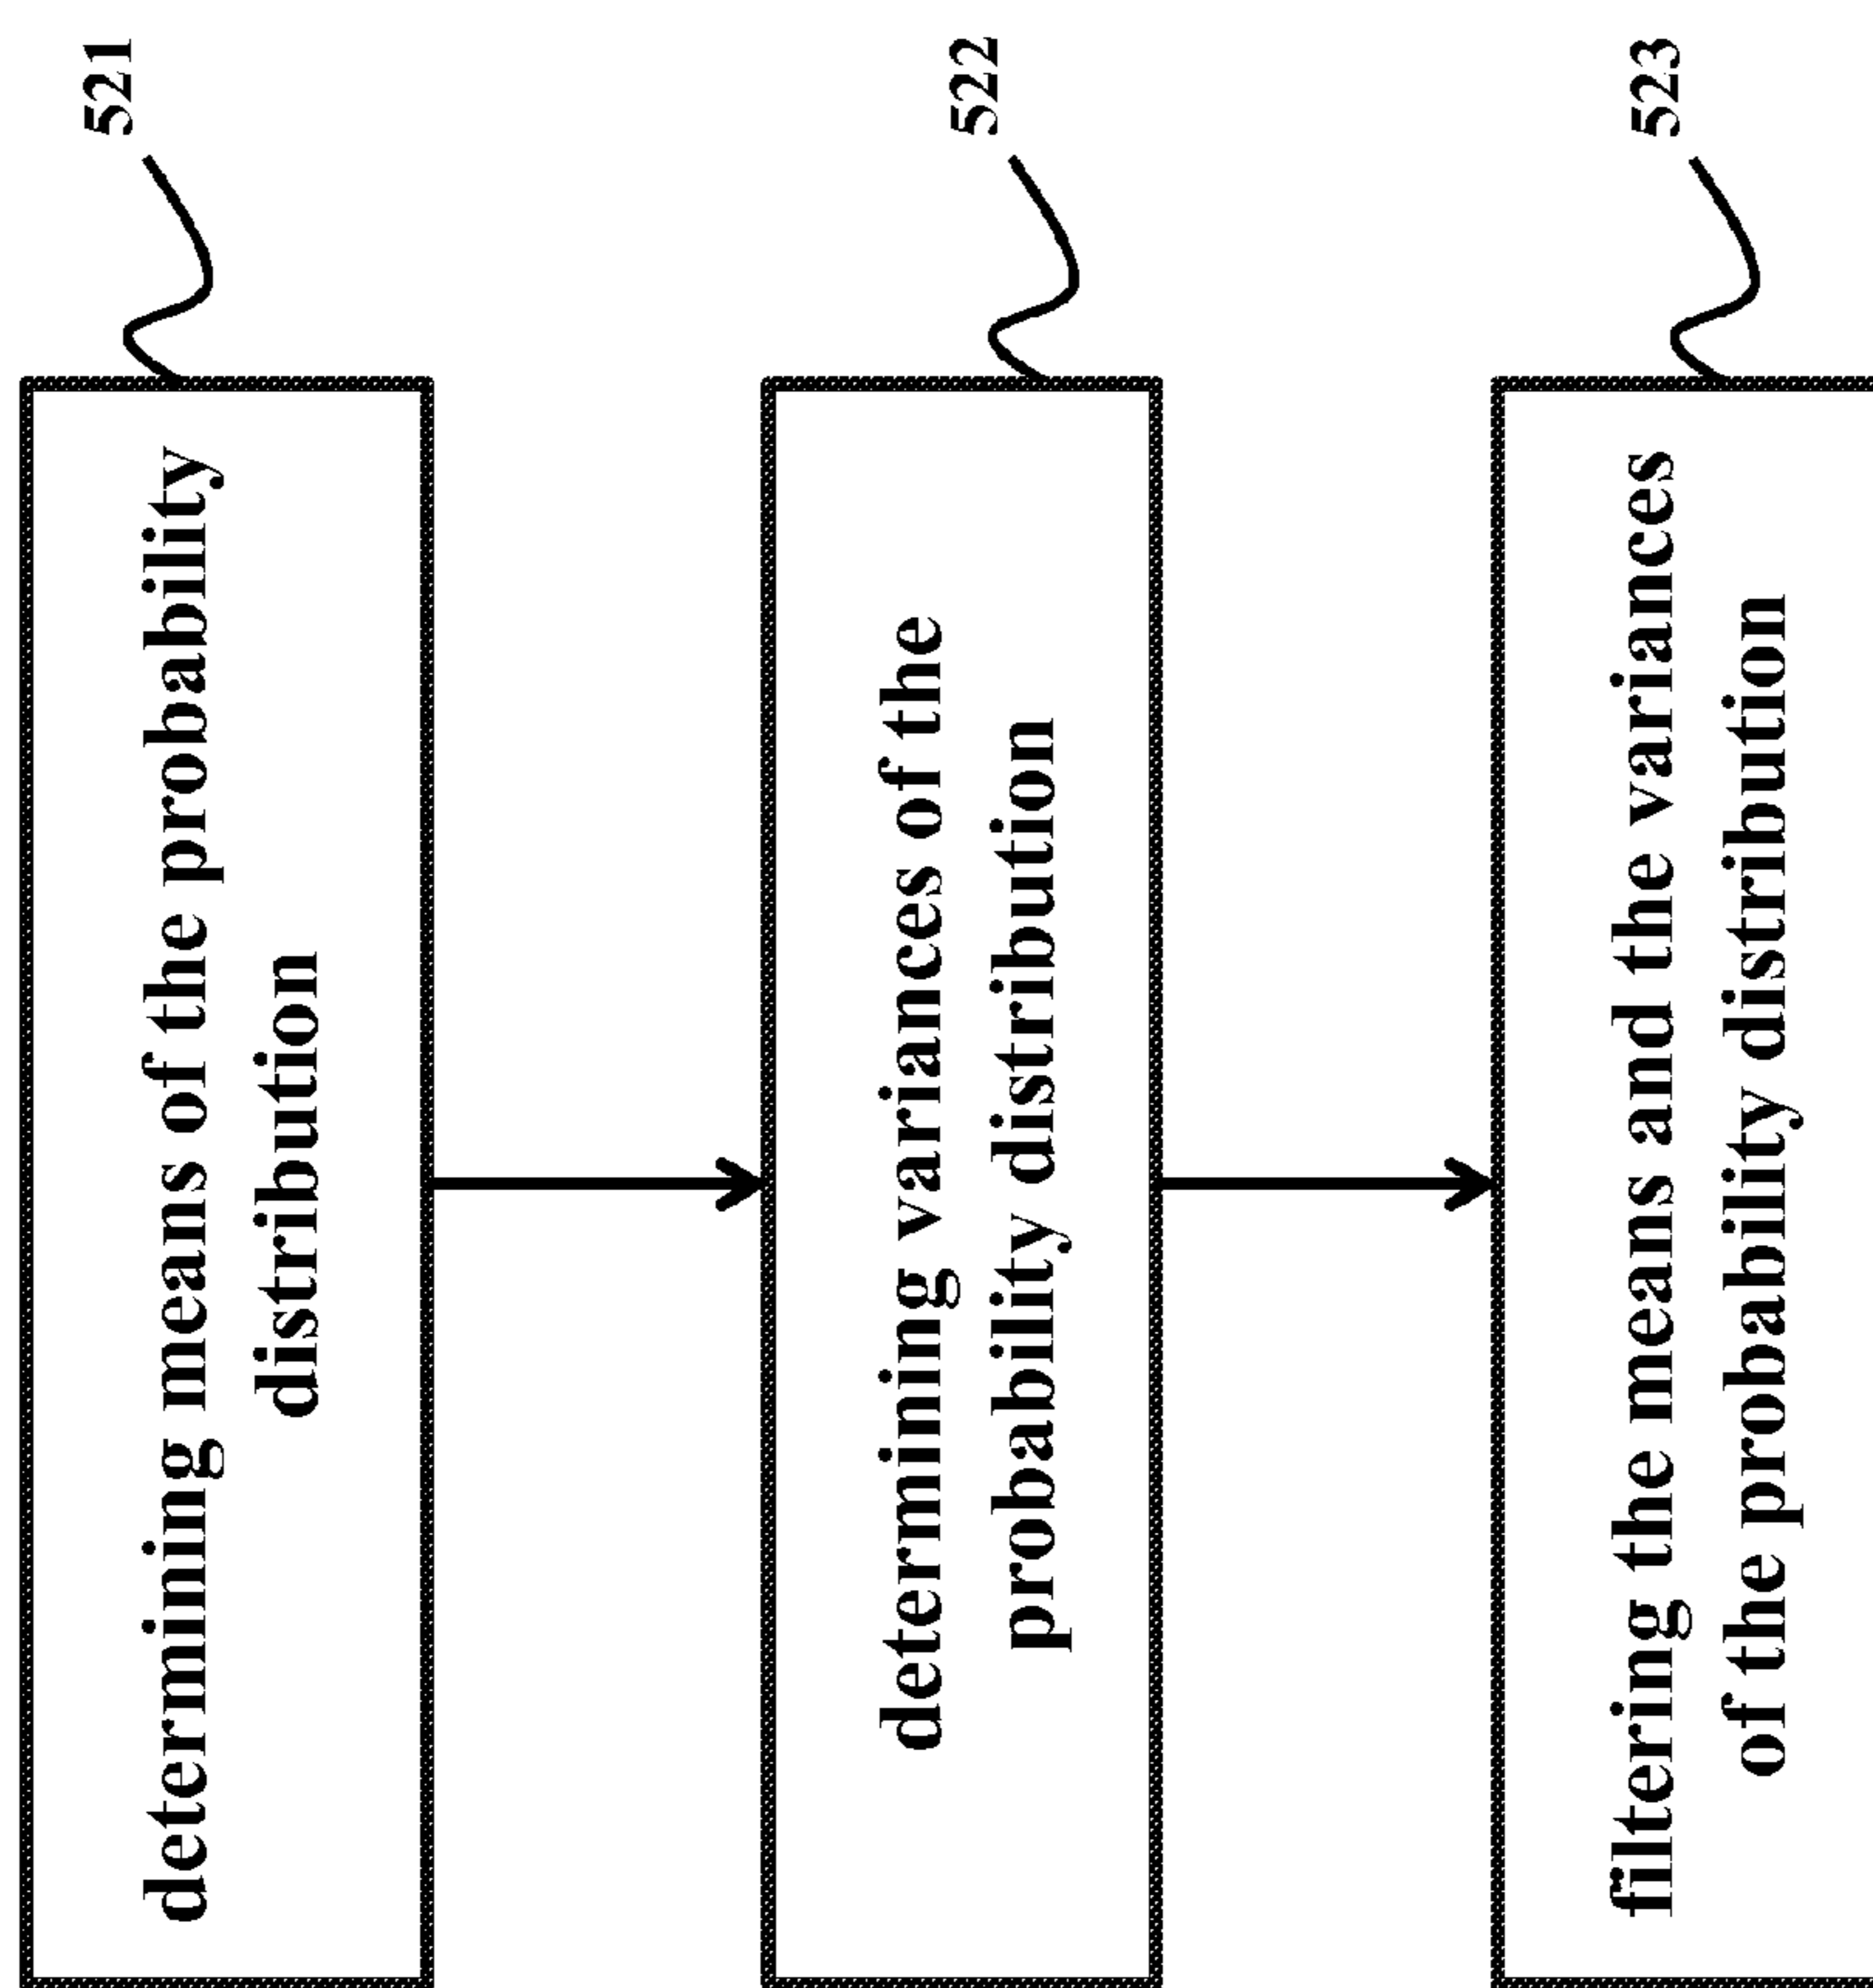 determining means of the probability
distribution
521
determining variances of the
probability distribution
522
filtering the means and the variances
of the probability distribution
523